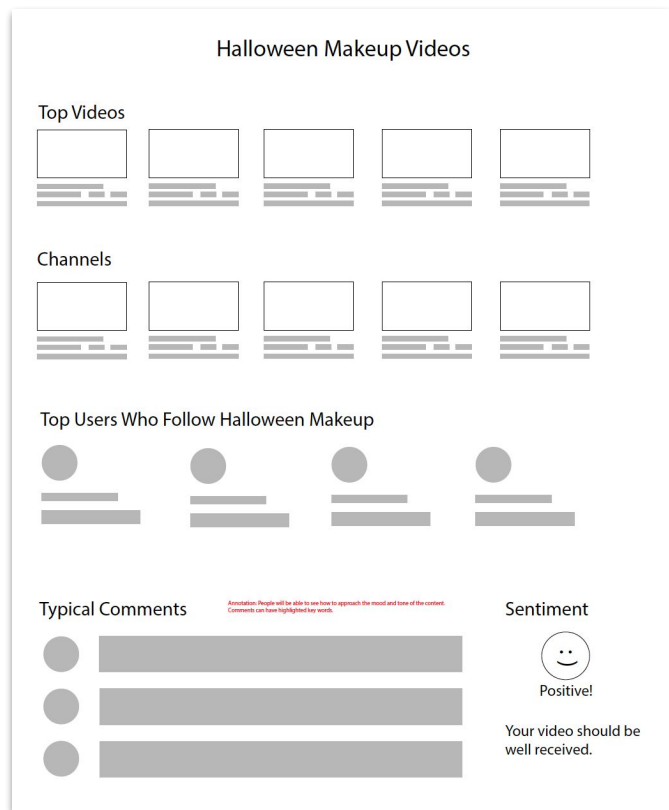 Halloween Makeup Videos
Top Videos
Channels
Top Users Who Follow Halloween Makeup
Typical Comments
Annotation: People will be able to see how to approach the mood and tone of the content.
Comments can have highlighted key words.
Sentiment
Positive!
Your video should be
well received.